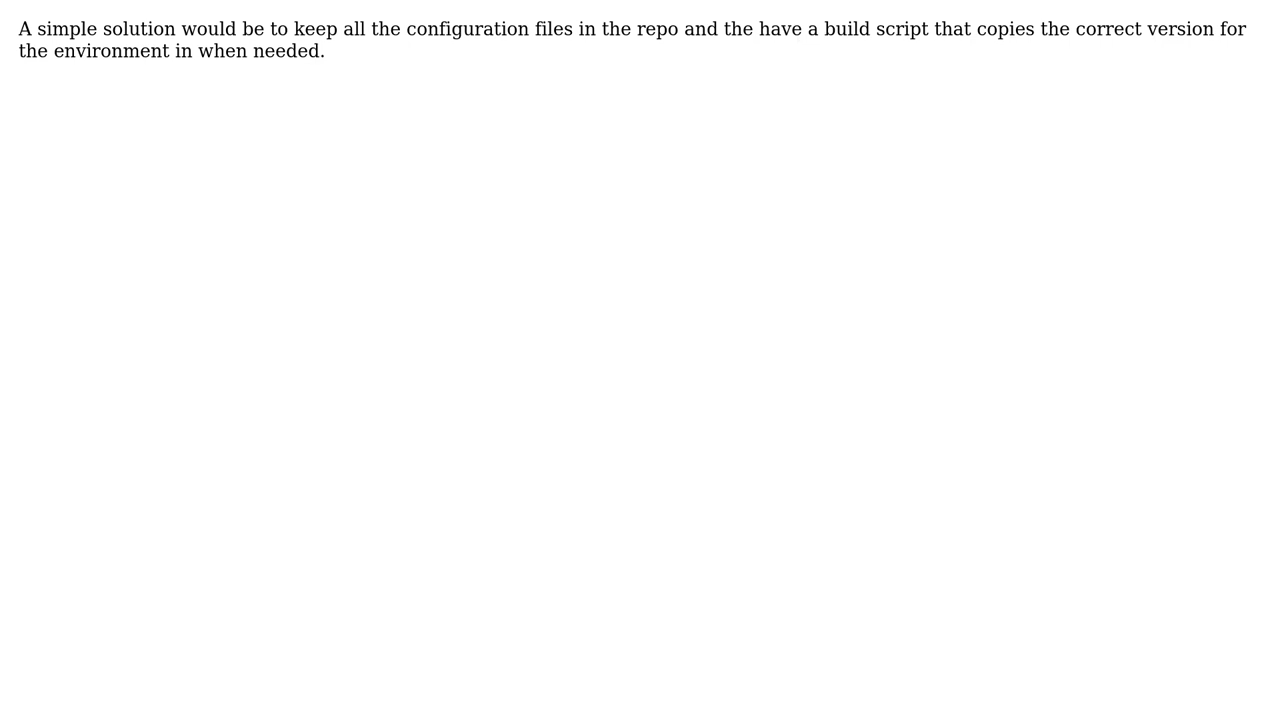 A simple solution would be to keep all the configuration files in the repo and the have a build script that copies the correct version for
the environment in when needed.